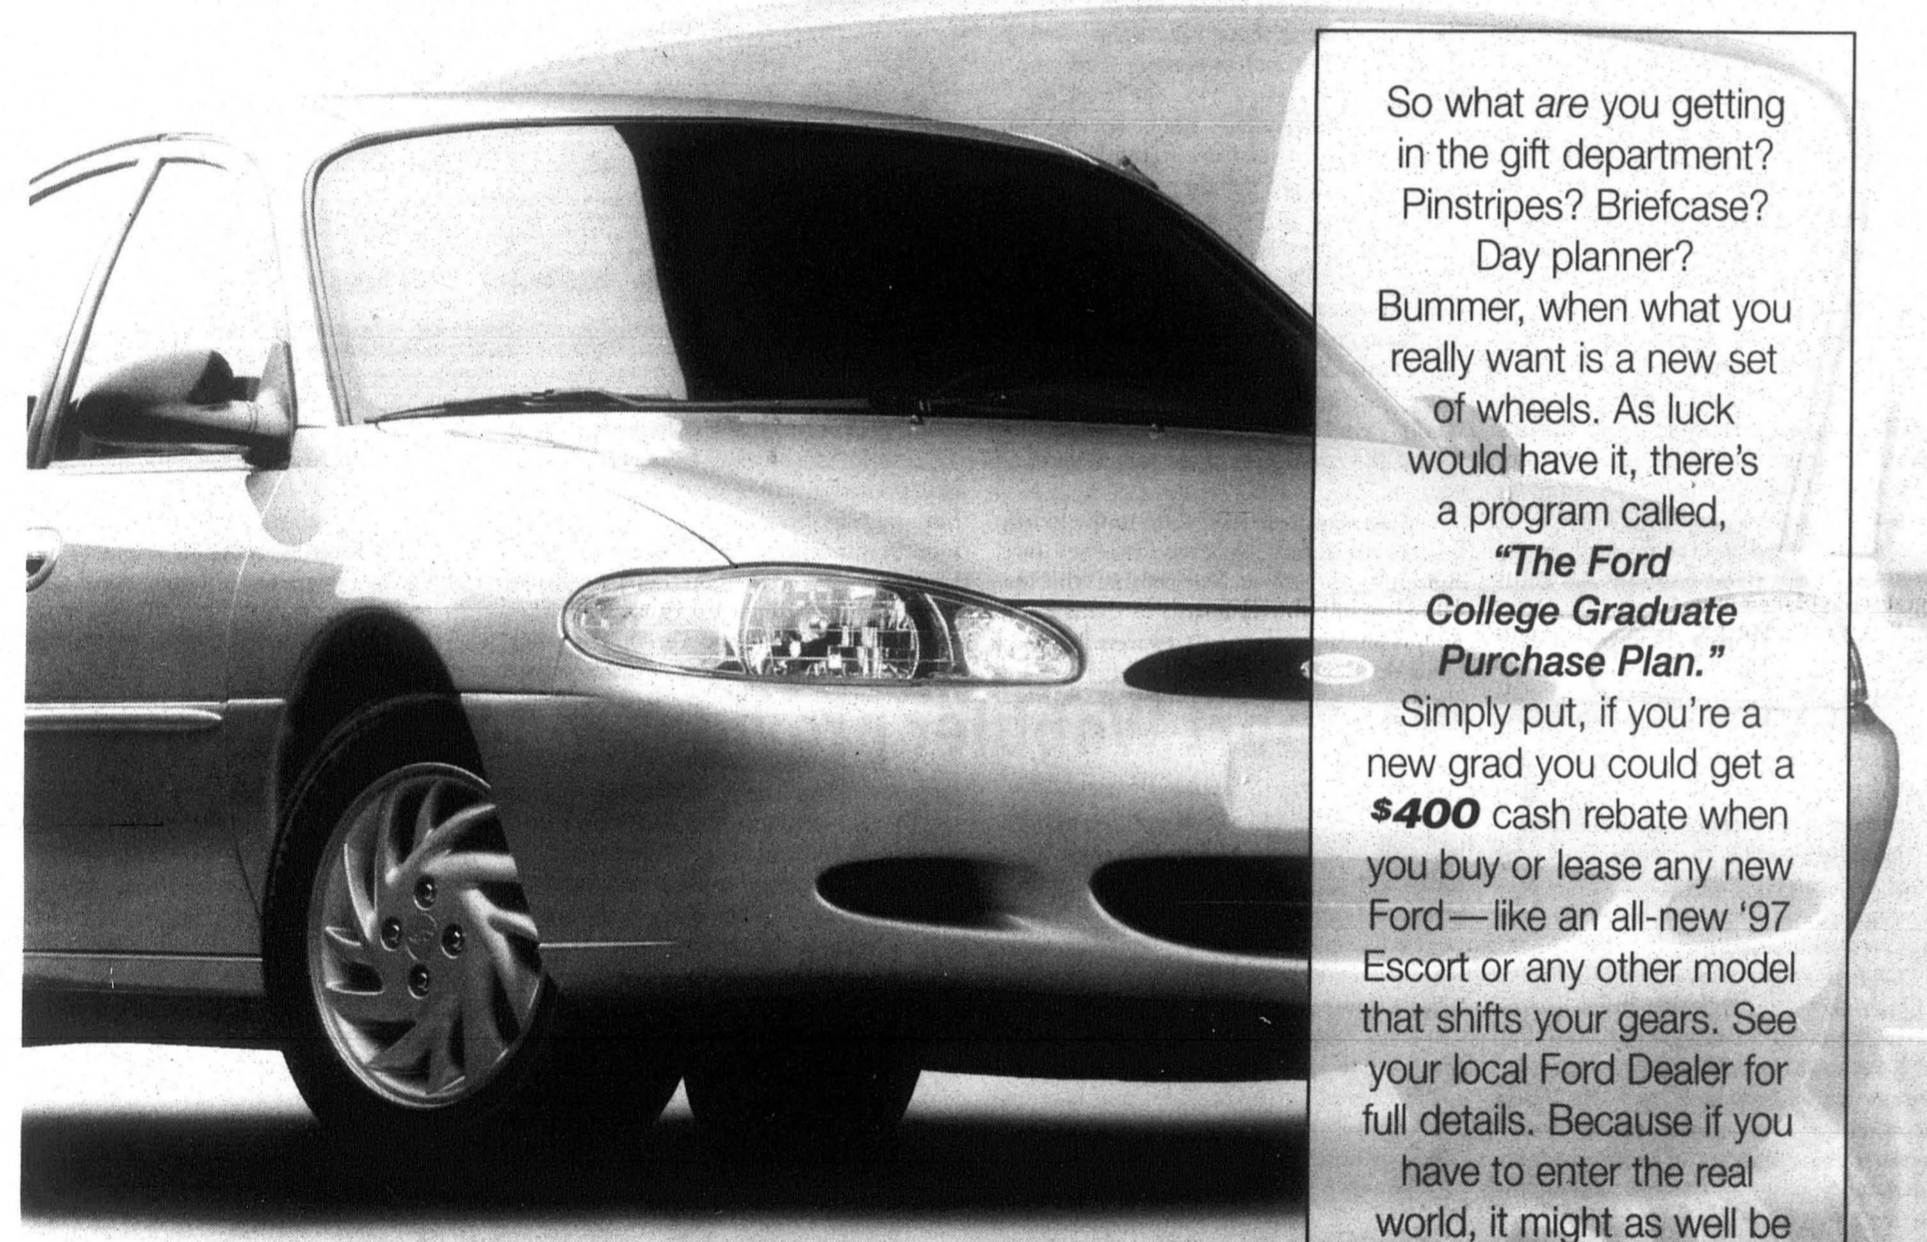 So what are you getting
in the gift department?
Pinstripes? Briefcase?
Day planner?
Bummer, when what you
really want is a new set
of wheels. As luck
would have it, there's
a program called,
“The Ford
College Graduate
Purchase Plan.”
Simply put, if you're a
new grad you could get a
$400 cash rebate when
you buy or lease any new
Ford—like an all-new ‘97
Escort or any other model
that shifts your gears. See
your local Ford Dealer for
full details. Because if you
have to enter the real
world, it might as well be